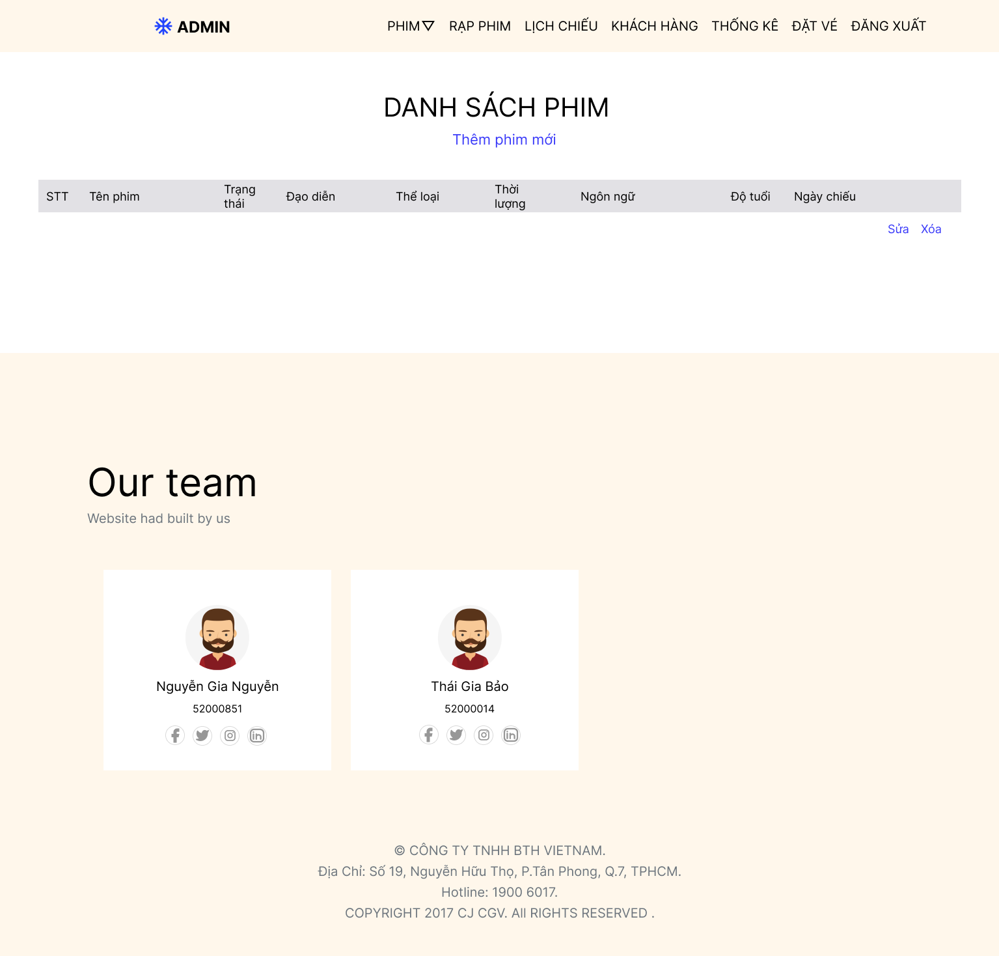 ADMIN PHIM RẠP PHIM LỊCH CHIẾU KHÁCH HÀNG THỐNG KÊ ĐẶT VÉ ĐĂNG XUẤT
DANH SÁCH PHIM
Thêm phim mới
STT Tên phim Trạng thái Đạo diễn Thể loại Thời lượng Ngôn ngữ Độ tuổi Ngày chiếu
Sửa Xóa
Our team
Website had built by us
Nguyễn Gia Nguyễn Thái Gia Bảo
52000851 52000014
© CÔNG TY TNHH BTH VIETNAM.
Địa Chỉ: Số 19, Nguyễn Hữu Thọ, P.Tân Phong, Q.7, TPHCM.
Hotline: 1900 6017.
COPYRIGHT 2017 CJ CGV. All RIGHTS RESERVED .